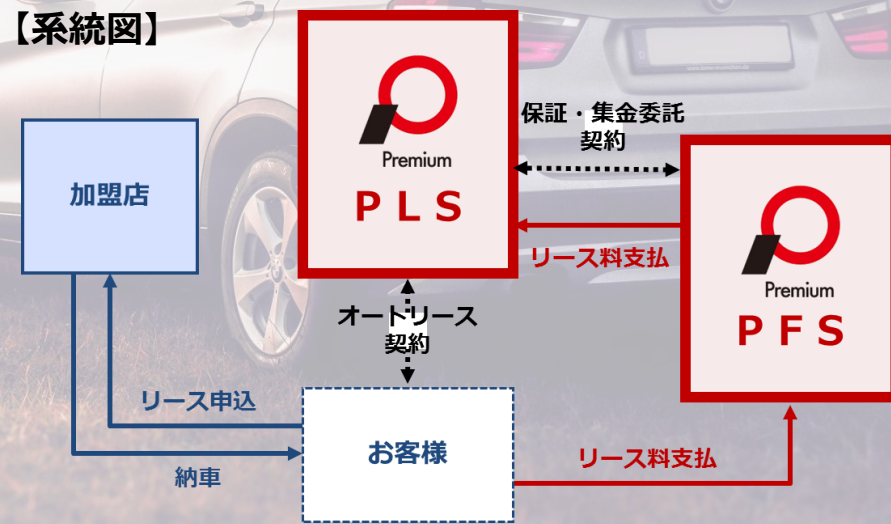 【系統図】
Premium
PLS
保証・集金委託
契約
加盟店
リース料支払
Premium
PFS
オートリース
契約
リース申込
お客様
納車
リース料支払